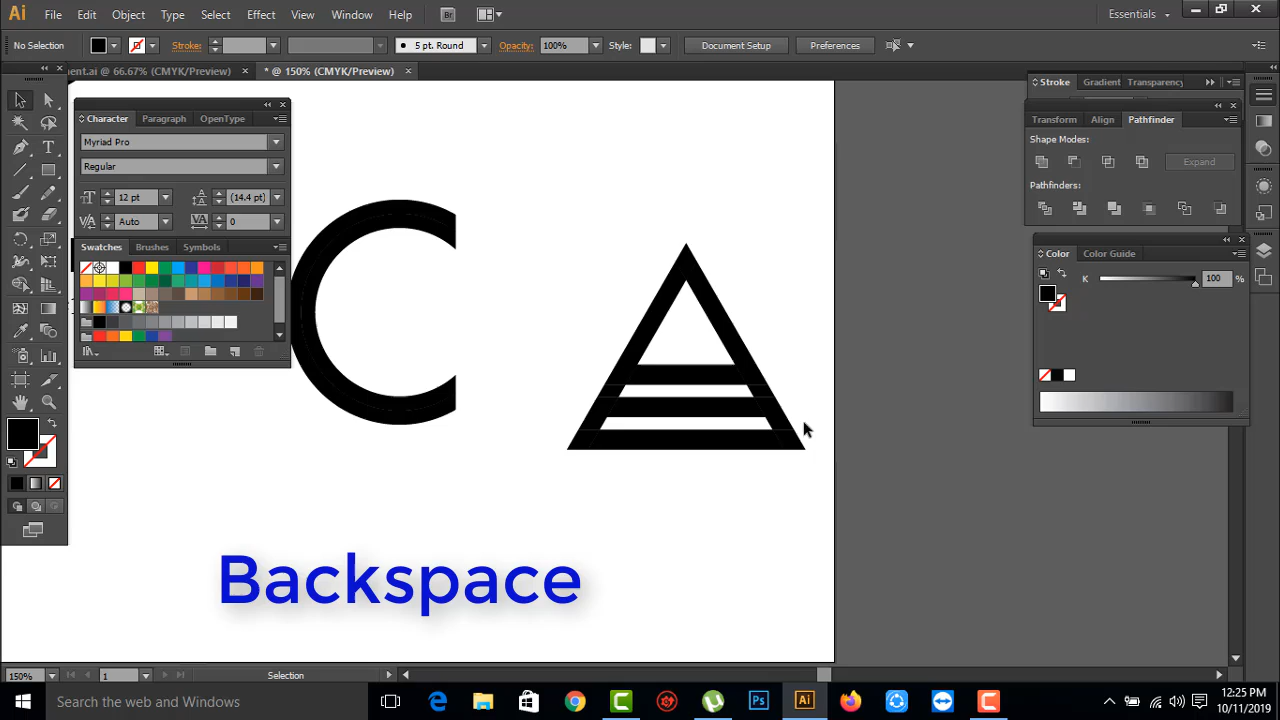 Ai File Edit Object Type Select Effect View Window Help Br Essentials
No Selection Stroke: 5 pt. Round Opacity: 100% Style: Document Setup Preferences
ment.ai @ 66.67% (CMYK/Preview) × * @ 150% (CMYK/Preview) ×
Stroke Gradient Transparency
Character Paragraph OpenType
Transform Align Pathfinder
Myriad Pro
Shape Modes:
Regular
Expand
Pathfinders:
12 pt (14.4 pt)
Auto 0
Swatches Brushes Symbols
Color Color Guide
K 100 %
Backspace
150% 1 Selection
Search the web and Windows
Ps Ai
12:25 PM
10/11/2019